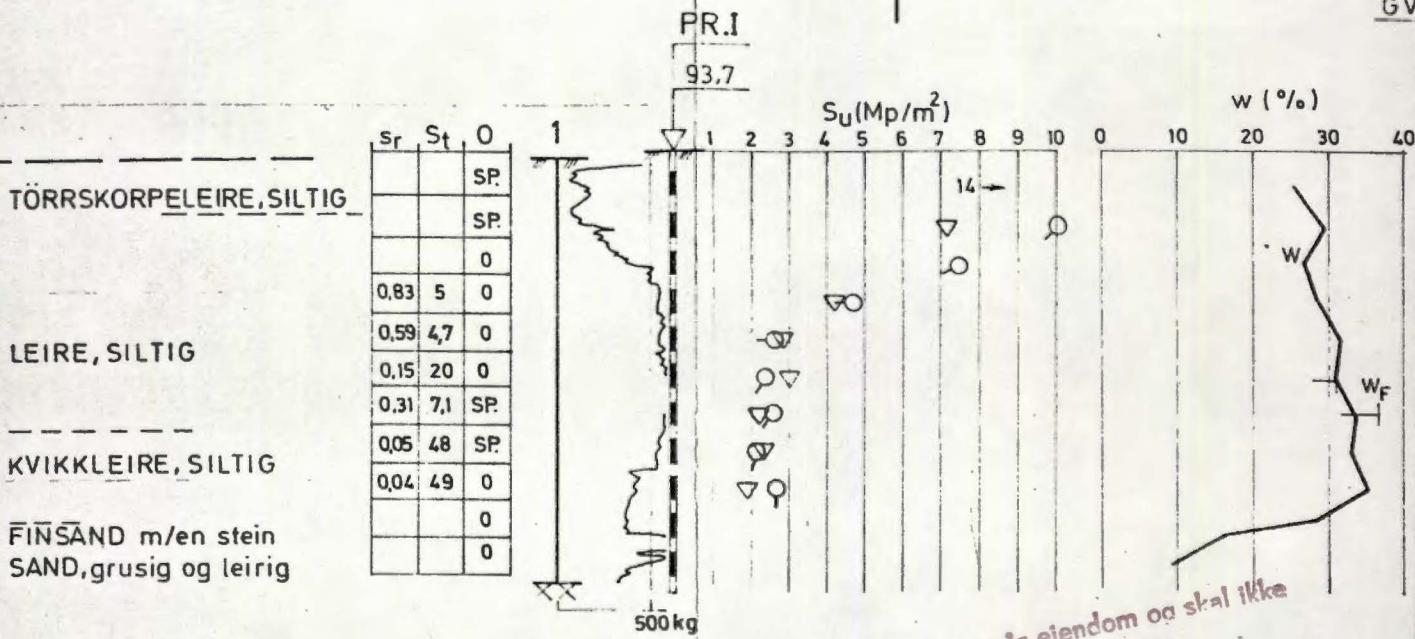 PR.I
GV
93,7
Su(Mp/m²)
w (%)
sr St O 1
1 2 3 4 5 6 7 8 9 10 0 10 20 30 40
SP.
TÖRRSKORPELEIRE, SILTIG
14
SP.
O
W
0,83 5 0
LEIRE, SILTIG
0,59 4,7 0
0,15 20 0
WF
0,31 7,1 SP.
0,05 48 SP.
KVIKKLEIRE, SILTIG
0,04 49 0
0
FINSAND m/en stein
0
SAND, grusig og leirig
500kg
eiendom og skal ikke